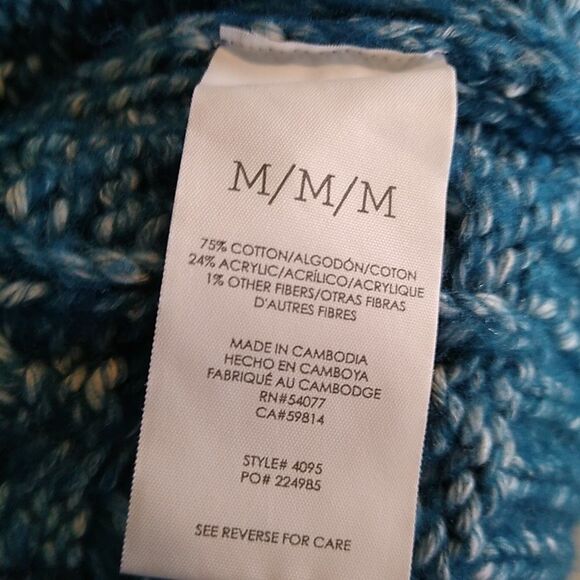 M/M/M
75% COTTON/ALGODÓN/COTON
24% ACRYLIC/ACRÍLICO/ACRYLIQUE
1% OTHER FIBERS/OTRAS FIBRAS
D'AUTRES FIBRES
MADE IN CAMBODIA
HECHO EN CAMBOYA
FABRIQUÉ AU CAMBODGE
RN#54077
CA#59814
STYLE# 4095
PO# 224985
SEE REVERSE FOR CARE